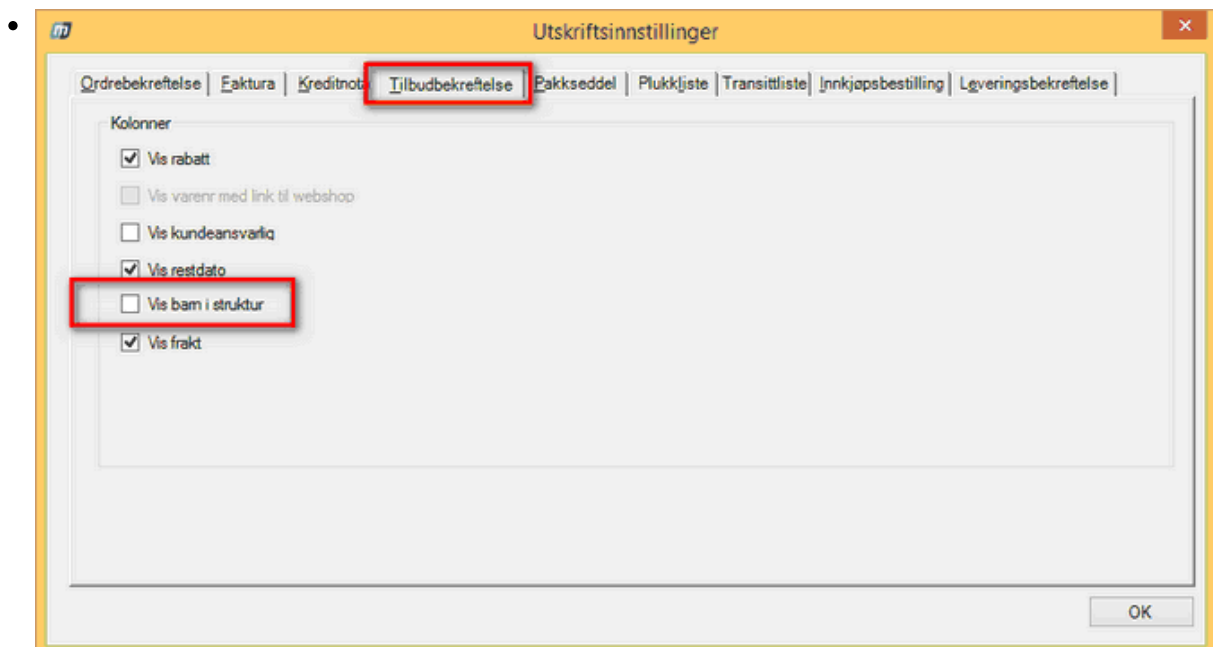 Utskriftsinnstillinger
Ordrebekreftelse Faktura Kreditnota Tilbudbekreftelse Pakkseddel Plukkliste Transittliste Innkjøpsbestilling Leveringsbekreftelse
Kolonner
Vis rabatt
Vis varenr med link til webshop
Vis kundeansvarlig
Vis restdato
Vis barn i struktur
Vis frakt
OK